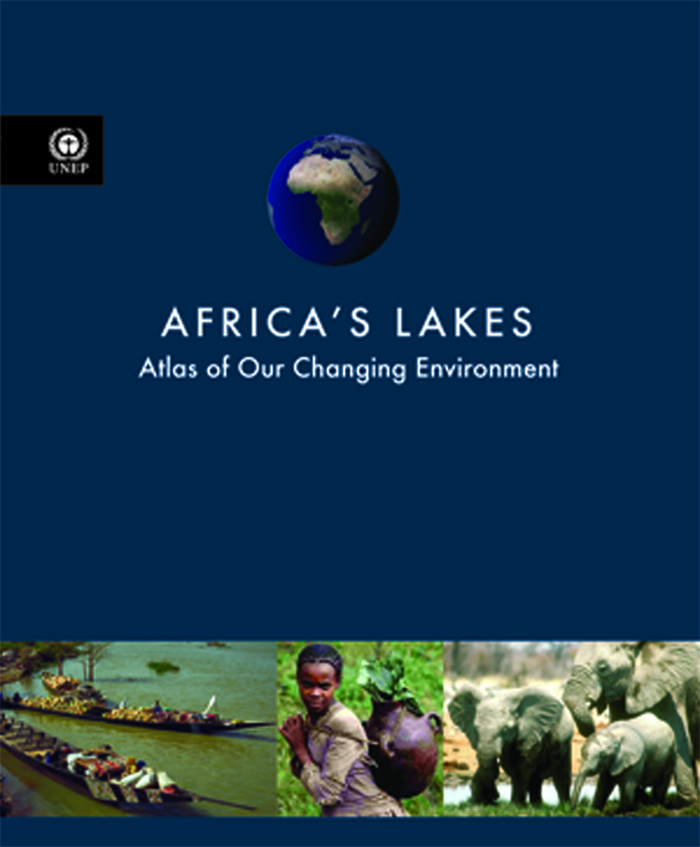 UNEP
AFRICA'S LAKES
Atlas of Our Changing Environment